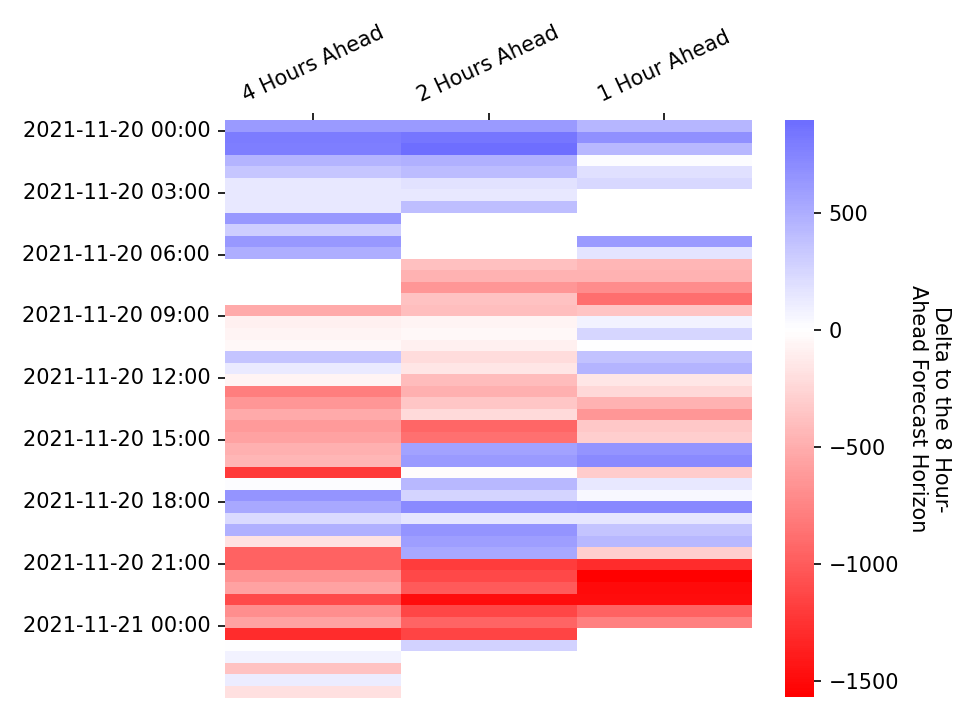 4 Hours Ahead
2 Hours Ahead
1 Hour Ahead
2021-11-20 00:00
2021-11-20 03:00
2021-11-20 06:00
2021-11-20 09:00
2021-11-20 12:00
2021-11-20 15:00
2021-11-20 18:00
2021-11-20 21:00
2021-11-21 00:00
500
0
−500
−1000
−1500
Delta to the 8 Hour-
Ahead Forecast Horizon